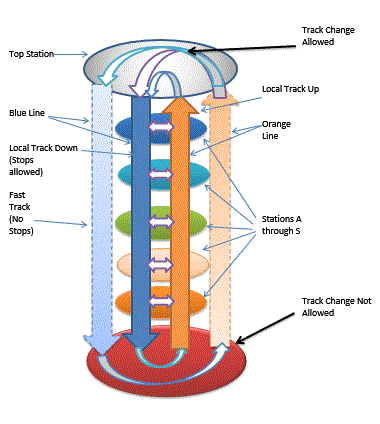 Track Change
Allowed
Top Station
Local Track Up
Blue Line
Orange
Line
Local Track Down
(Stops
allowed)
Fast
Track
(No
Stops)
Stations A
through S
Track Change Not
Allowed